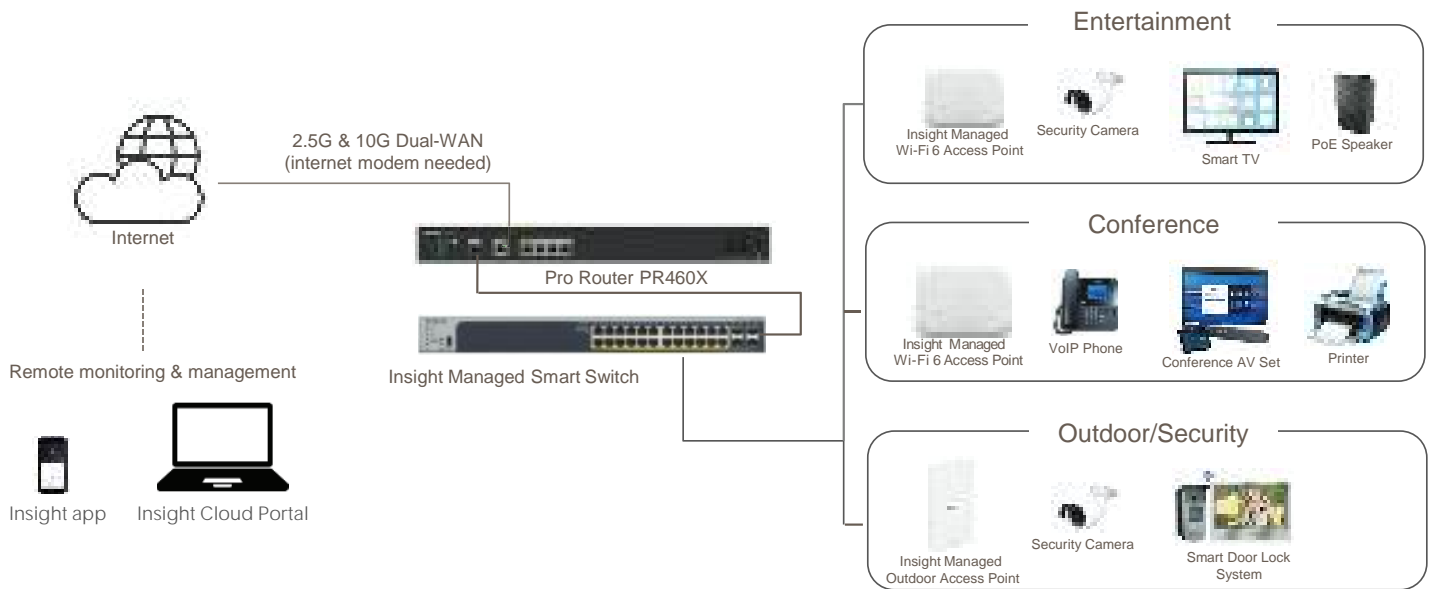 Entertainment
Insight Managed
Wi-Fi 6 Access Point
Security Camera
Smart TV
PoE Speaker
2.5G & 10G Dual-WAN
(internet modem needed)
Internet
Pro Router PR460X
Insight Managed Smart Switch
Remote monitoring & management
Insight app
Insight Cloud Portal
Conference
Insight Managed
Wi-Fi 6 Access Point
VoIP Phone
Conference AV Set
Printer
Outdoor/Security
Insight Managed
Outdoor Access Point
Security Camera
Smart Door Lock
System